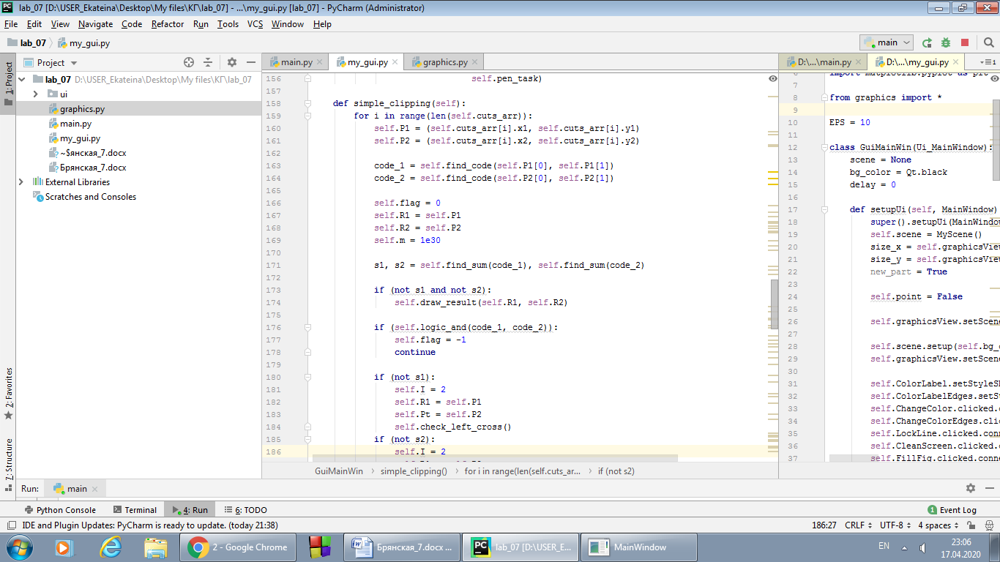 lab_07 [D:\USER_Ekateina\Desktop\My files\КГ\lab_07] - ...\my_gui.py [lab_07] - PyCharm (Administrator)
File Edit View Navigate Code Refactor Run Tools VCS Window Help
lab_07 my_gui.py main
Project main.py my_gui.py graphics.py D:\...\main.py D:\...\my_gui.py
1: Project
lab_07 D:\USER_Ekateina\Desktop\My files\КГ\lab_07
ui
graphics.py
main.py
my_gui.py
~$янская_7.docx
Брянская_7.docx
External Libraries
Scratches and Consoles
2: Favorites
7: Structure
156 self.pen_task)
157
158 def simple_clipping(self):
159 for i in range(len(self.cuts_arr)):
160 self.P1 = (self.cuts_arr[i].x1, self.cuts_arr[i].y1)
161 self.P2 = (self.cuts_arr[i].x2, self.cuts_arr[i].y2)
162
163 code_1 = self.find_code(self.P1[0], self.P1[1])
164 code_2 = self.find_code(self.P2[0], self.P2[1])
165
166 self.flag = 0
167 self.R1 = self.P1
168 self.R2 = self.P2
169 self.m = 1e30
170
171 s1, s2 = self.find_sum(code_1), self.find_sum(code_2)
172
173 if (not s1 and not s2):
174 self.draw_result(self.R1, self.R2)
175
176 if (self.logic_and(code_1, code_2)):
177 self.flag = -1
178 continue
179
180 if (not s1):
181 self.I = 2
182 self.R1 = self.P1
183 self.Pt = self.P2
184 self.check_left_cross()
185 if (not s2):
186 self.I = 2
import matplotlib.pyplot as plt
7
8 from graphics import *
9
10 EPS = 10
11
12 class GuiMainWin(Ui_MainWindow):
13 scene = None
14 bg_color = Qt.black
15 delay = 0
16
17 def setupUi(self, MainWindow)
18 super().setupUi(MainWindow
19 self.scene = MyScene()
20 size_x = self.graphicsView
21 size_y = self.graphicsView
22 new_part = True
23
24 self.point = False
25
26 self.graphicsView.setScene
27
28 self.scene.setup(self.bg_c
29 self.graphicsView.setScene
30
31 self.ColorLabel.setStyleS
32 self.ColorLabelEdges.setSt
33 self.ChangeColor.clicked.c
34 self.ChangeColorEdges.clic
35 self.LockLine.clicked.conn
36 self.CleanScreen.clicked.c
37 self.FillFig.clicked.conne
GuiMainWin simple_clipping() for i in range(len(self.cuts_ar... if (not s2)
Run: main
Python Console Terminal 4: Run 6: TODO 1 Event Log
IDE and Plugin Updates: PyCharm is ready to update. (today 21:38) 186:27 CRLF UTF-8 4 spaces
2 - Google Chrome Брянская_7.docx ... lab_07 [D:\USER_E... MainWindow EN 23:06
17.04.2020